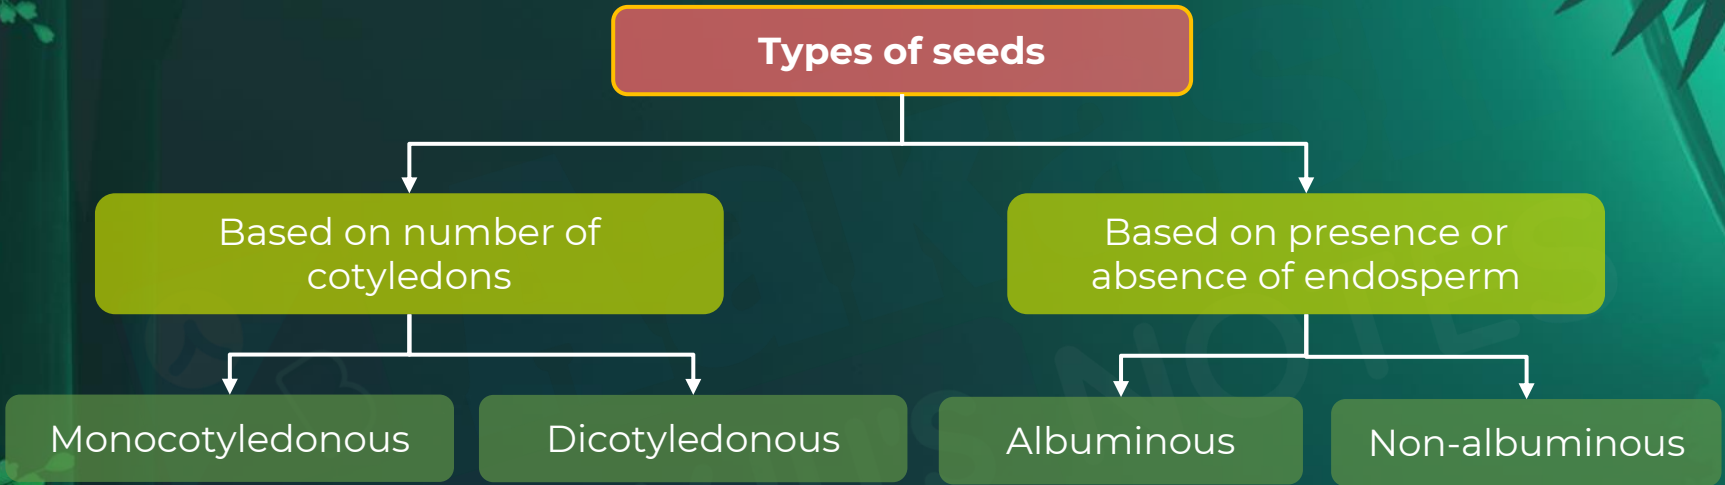 Types of seeds
Based on number of
cotyledons
Based on presence or
absence of endosperm
Monocotyledonous
Dicotyledonous
Albuminous
Non-albuminous